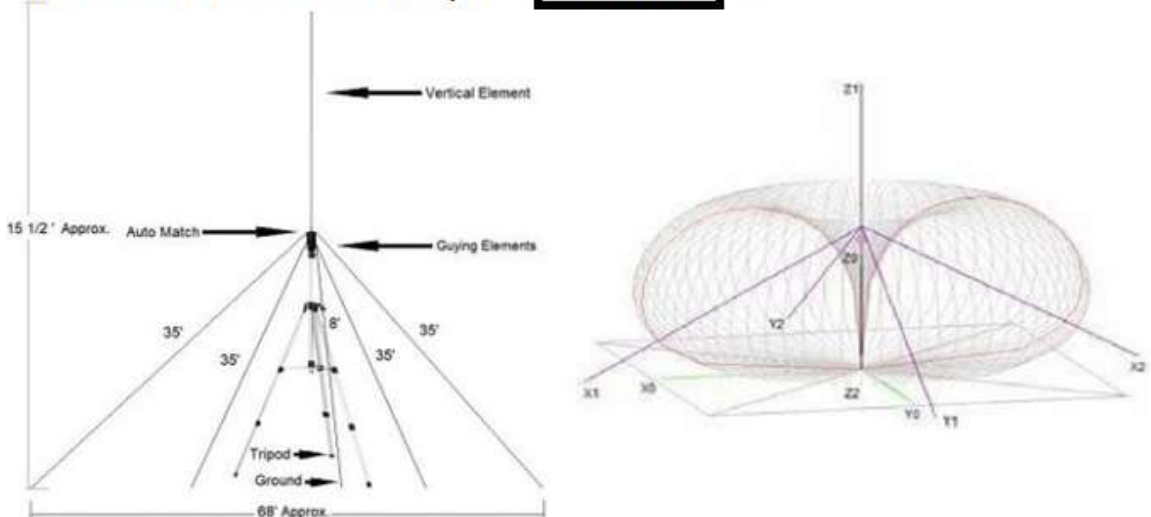 Vertical Element
15 1/2 ' Approx.
Auto Match
Guying Elements
35'
35'
8'
35'
35'
Tripod
Ground
68' Approx.
Z1
Z0
Y2
X1
X0
Z2
Y0
Y1
X2